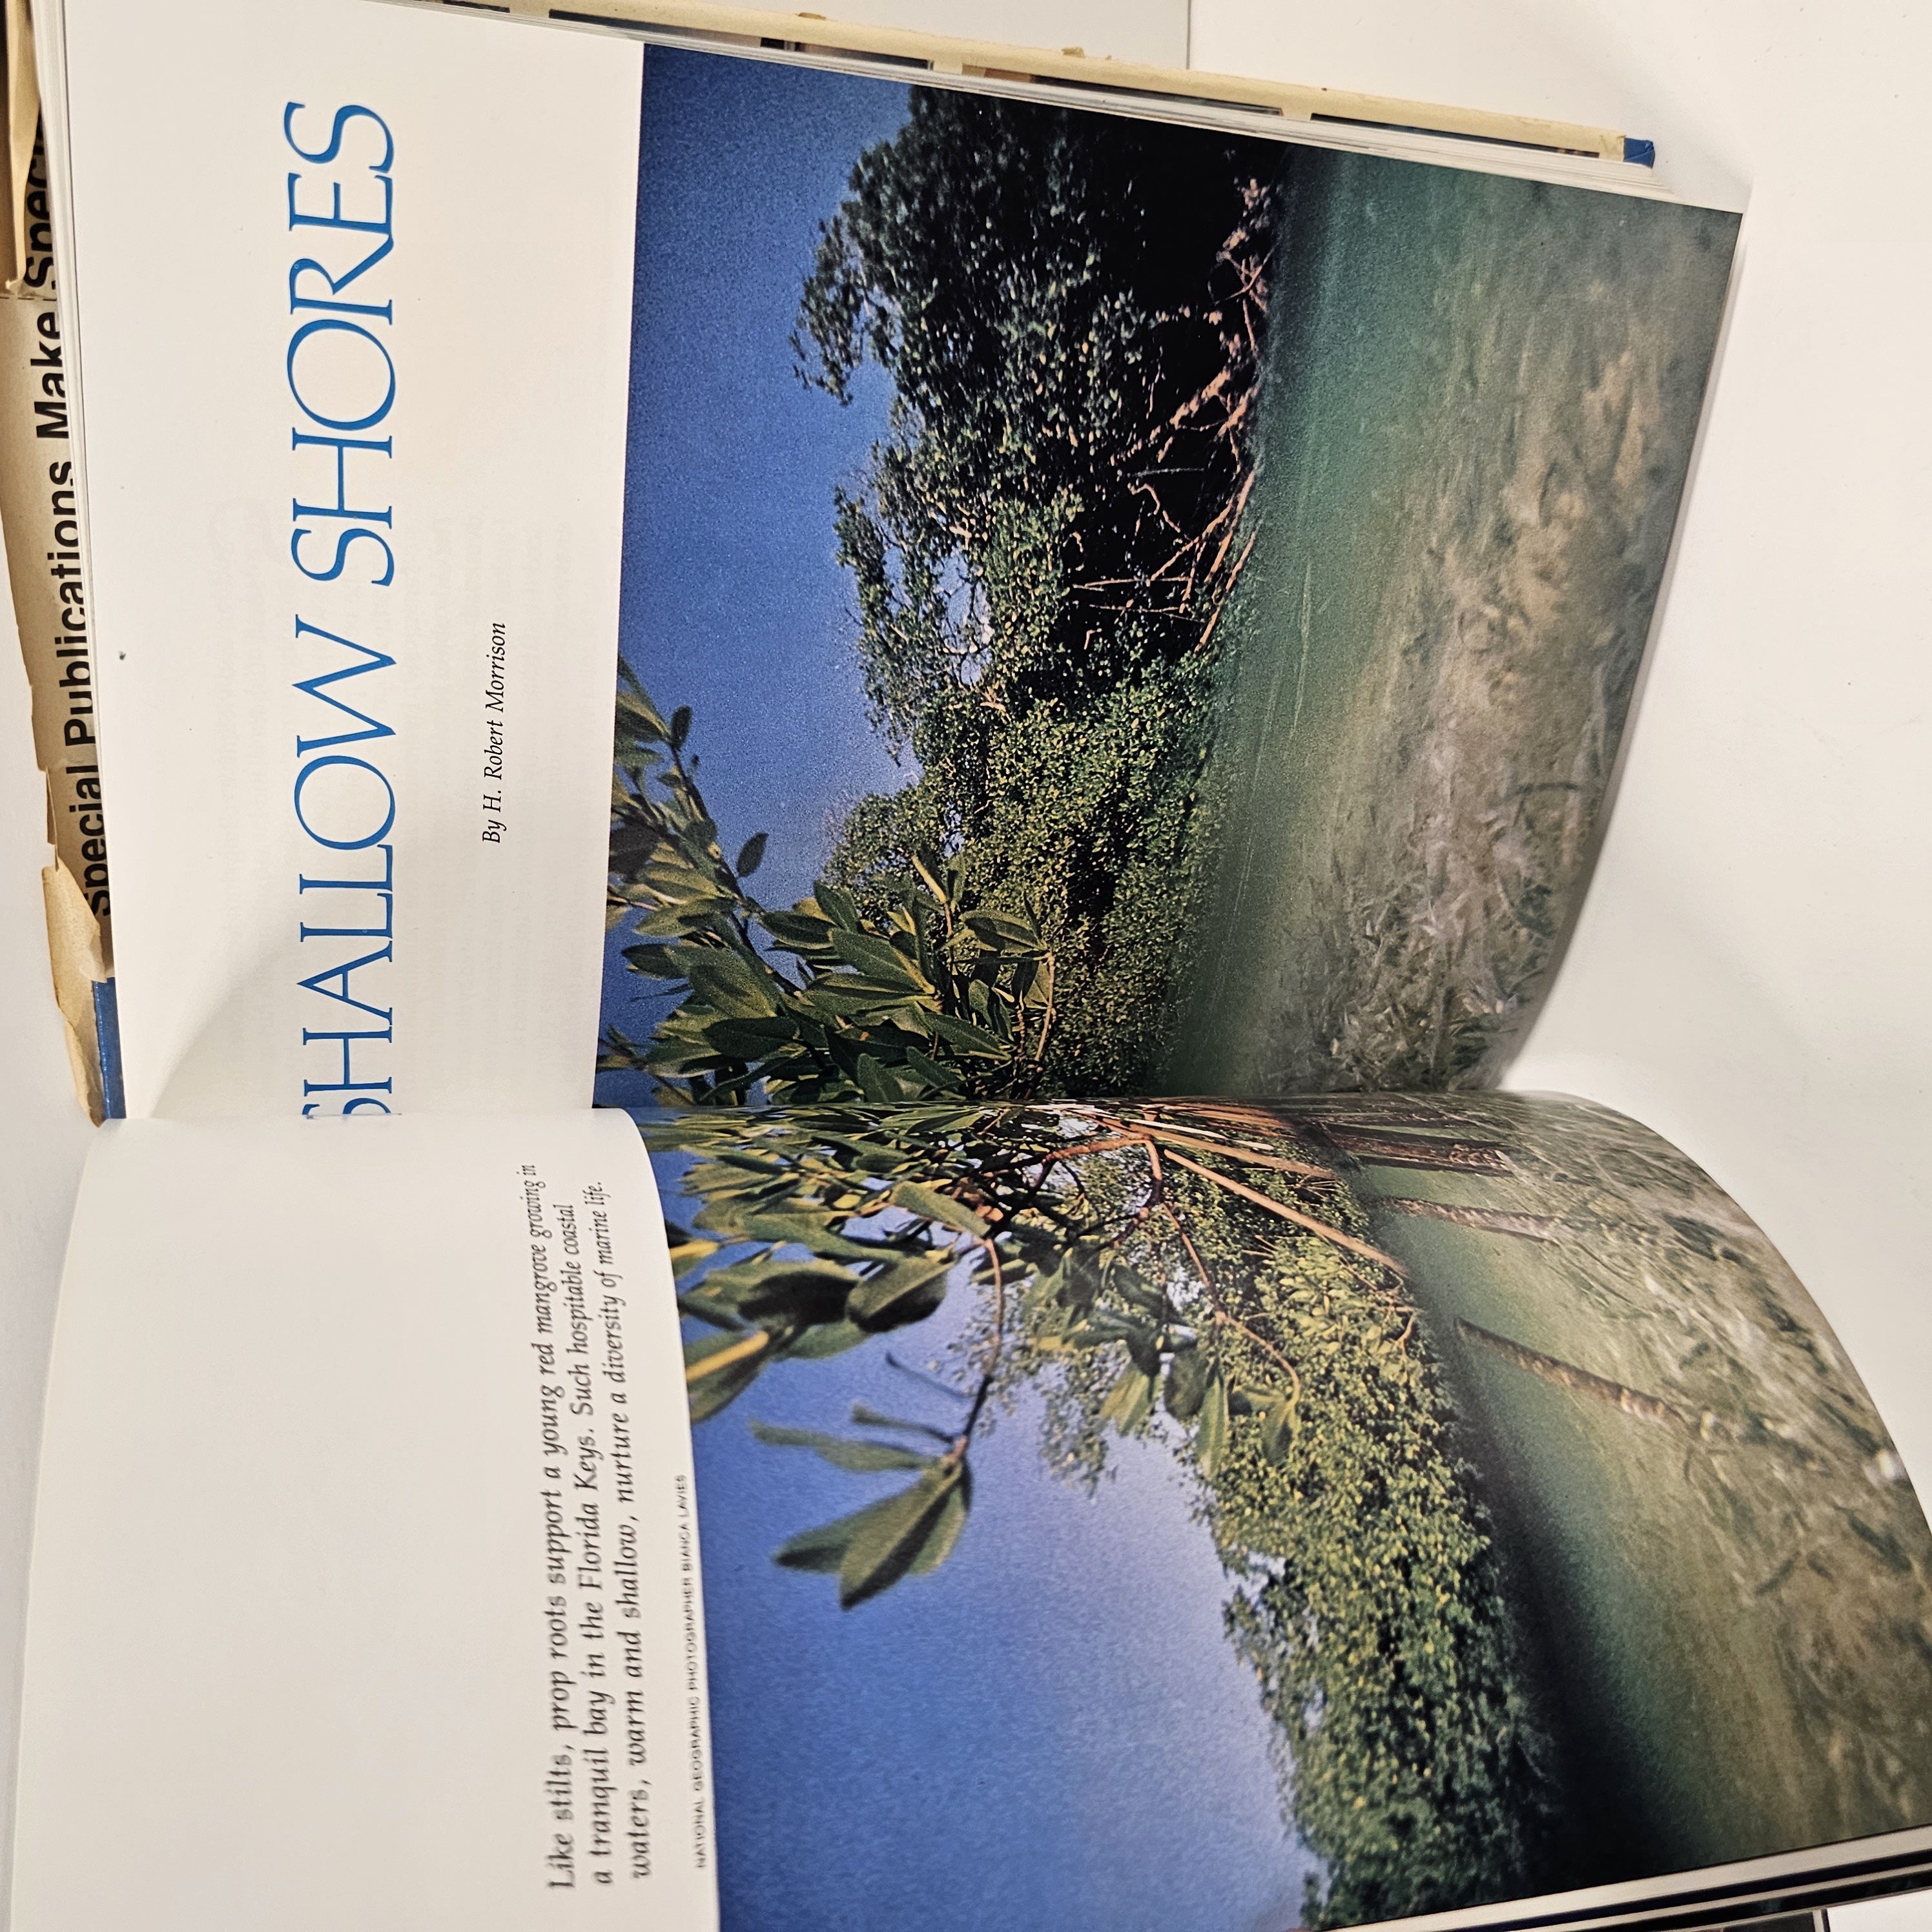 Special Publications Make Spec
SHALLOW SHORES
By H. Robert Morrison
Like stilts, prop roots support a young red mangrove growing in
a tranquil bay in the Florida Keys. Such hospitable coastal
waters, warm and shallow, nurture a diversity of marine life.
NATIONAL GEOGRAPHIC PHOTOGRAPHER BIANCA LAVIES